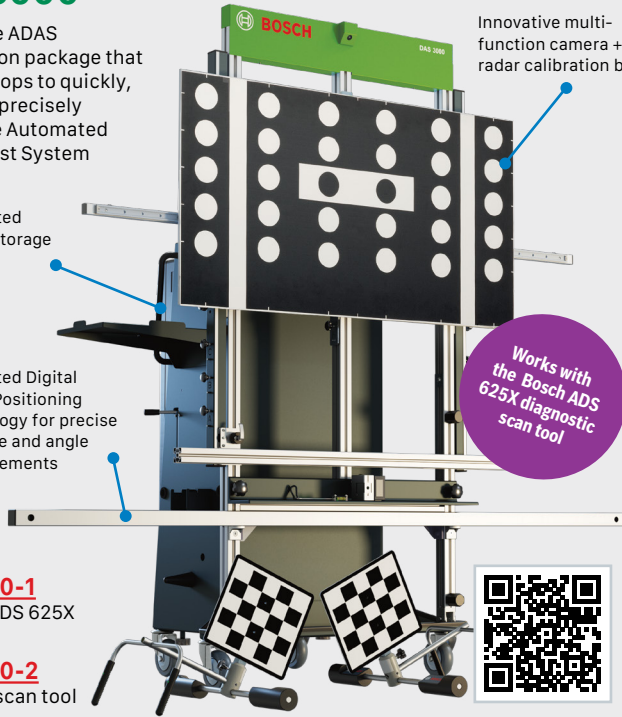 BOSCH
DAS 3000
e ADAS
on package that
ops to quickly,
precisely
e Automated
st System
Innovative multi-
function camera +
radar calibration b
ted
torage
Works with
the Bosch ADS
625X diagnostic
scan tool
ted Digital
Positioning
ogy for precise
e and angle
ements
0-1
DS 625X
0-2
scan tool